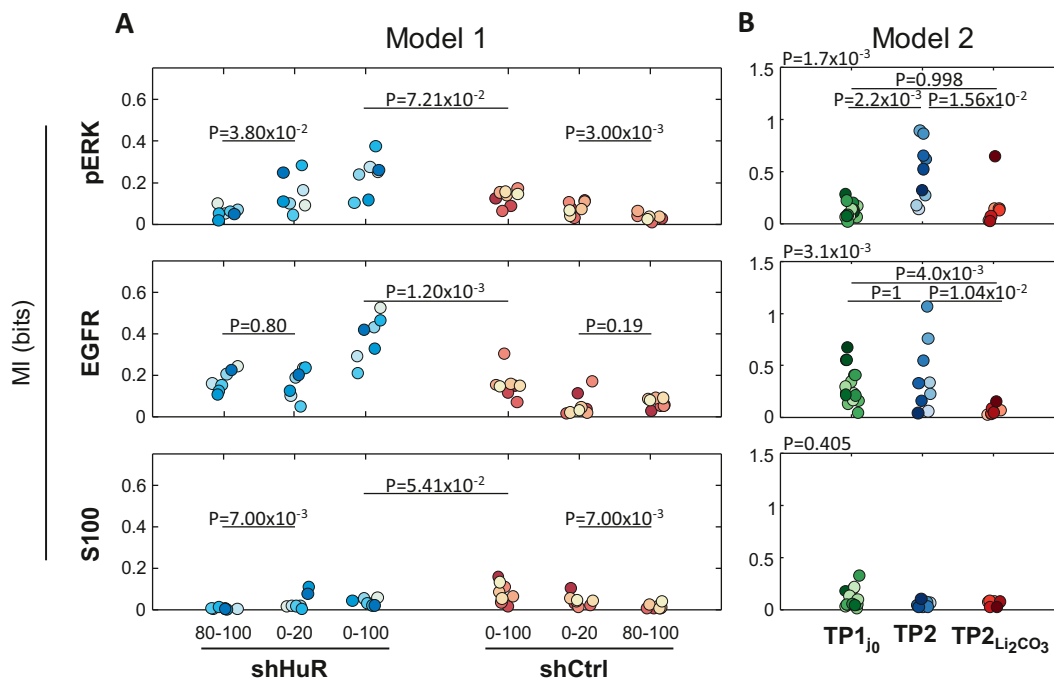 A
Model 1
B
Model 2
MI (bits)
pERK
0.6
0.4
0.2
0
P=7.21x10⁻²
P=3.80x10⁻²
P=3.00x10⁻³
P=1.7x10⁻³
1.5
1
0.5
0
P=0.998
P=2.2x10⁻³
P=1.56x10⁻²
EGFR
0.6
0.4
0.2
0
P=1.20x10⁻³
P=0.80
P=0.19
P=3.1x10⁻³
1.5
1
0.5
0
P=4.0x10⁻³
P=1
P=1.04x10⁻²
S100
0.6
0.4
0.2
0
P=5.41x10⁻²
P=7.00x10⁻³
P=7.00x10⁻³
P=0.405
1.5
1
0.5
0
80-100
0-20
0-100
0-100
0-20
80-100
shHuR
shCtrl
TP1j₀
TP2
TP2Li₂CO₃